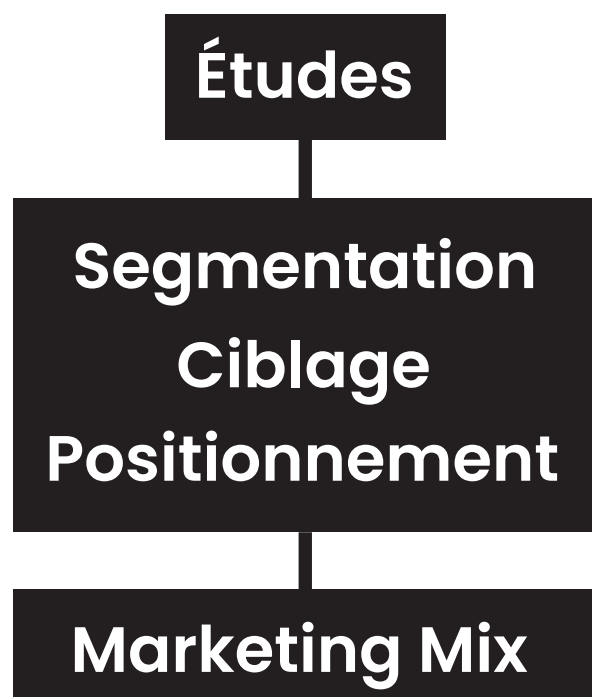 Études
Segmentation
Ciblage
Positionnement
Marketing Mix